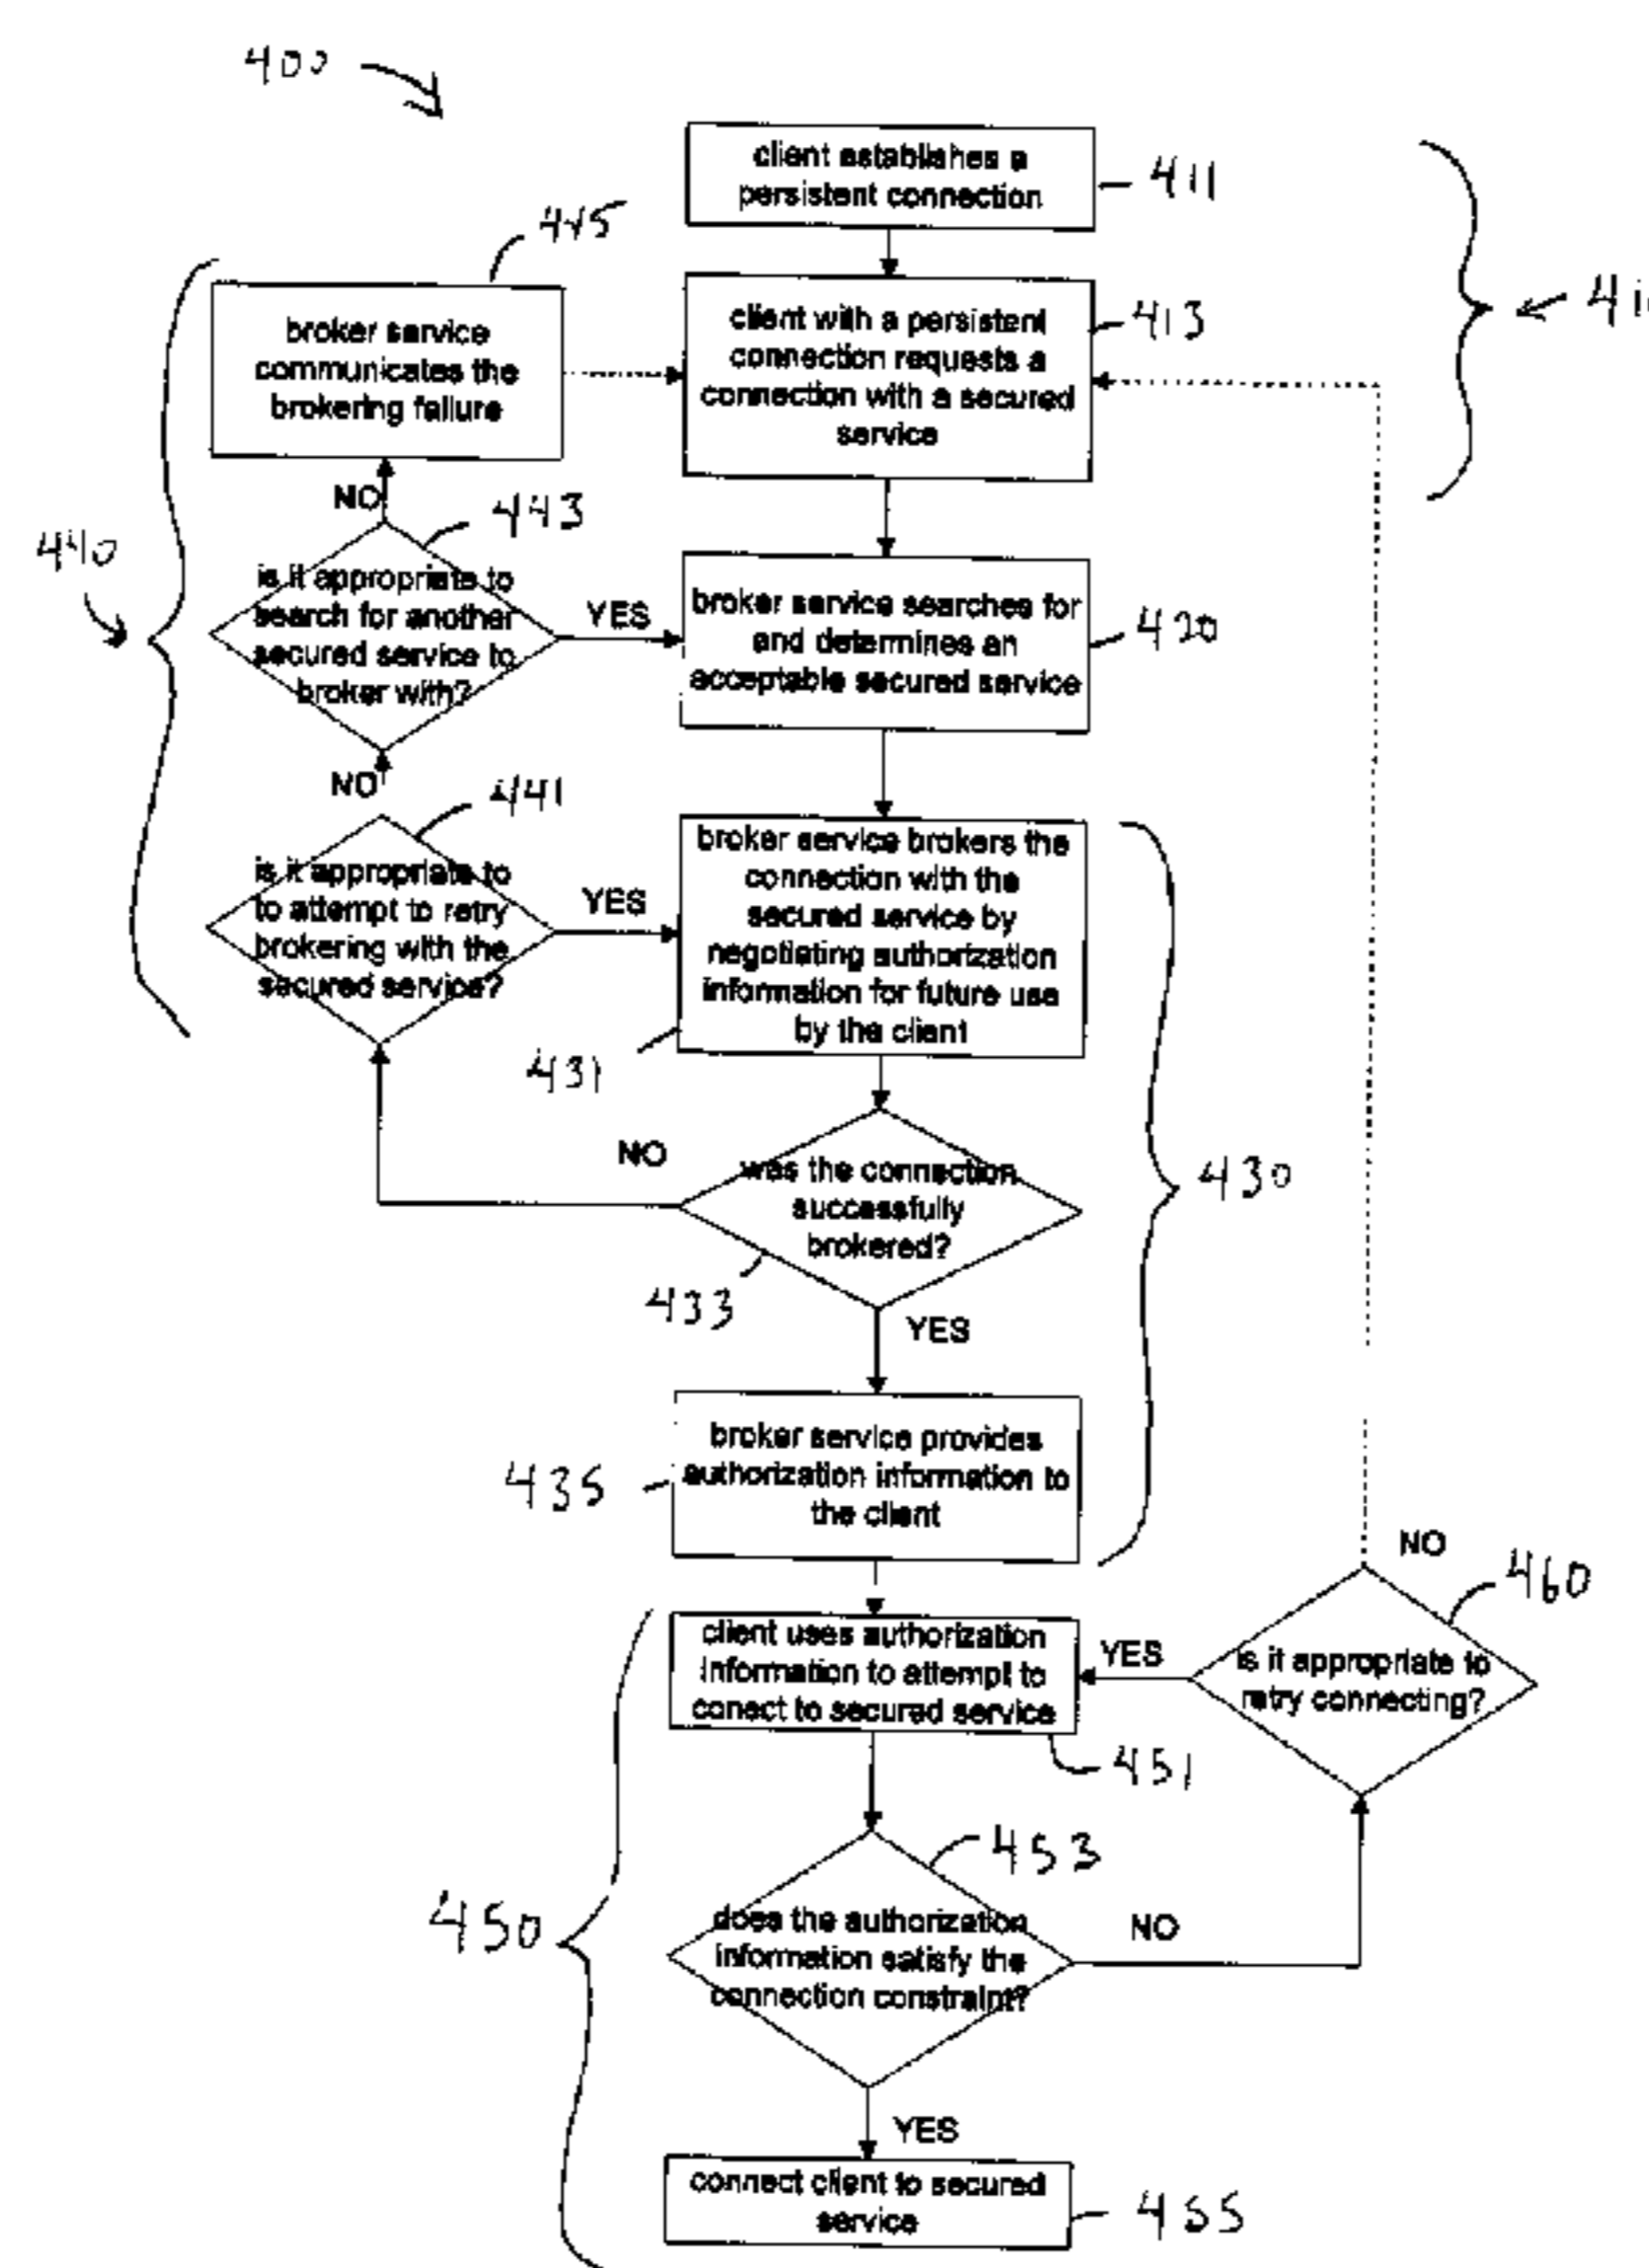 400
client establishes a
persistent connection
411
445
broker service
communicates the
brokering failure
client with a persistent
connection requests a
connection with a secured
service
413
NO
443
440
is it appropriate to
search for another
secured service to
broker with?
YES
broker service searches for
and determines an
acceptable secured service
420
NO
441
is it appropriate to
to attempt to retry
brokering with the
secured service?
YES
broker service brokers the
connection with the
secured service by
negotiating authorization
information for future use
by the client
431
NO
was the connection
successfully
brokered?
430
433
YES
broker service provides
authorization information to
the client
435
NO
460
client uses authorization
information to attempt to
conect to secured service
YES
is it appropriate to
retry connecting?
451
453
450
does the authorization
information satisfy the
connection constraint?
NO
YES
connect client to secured
service
455